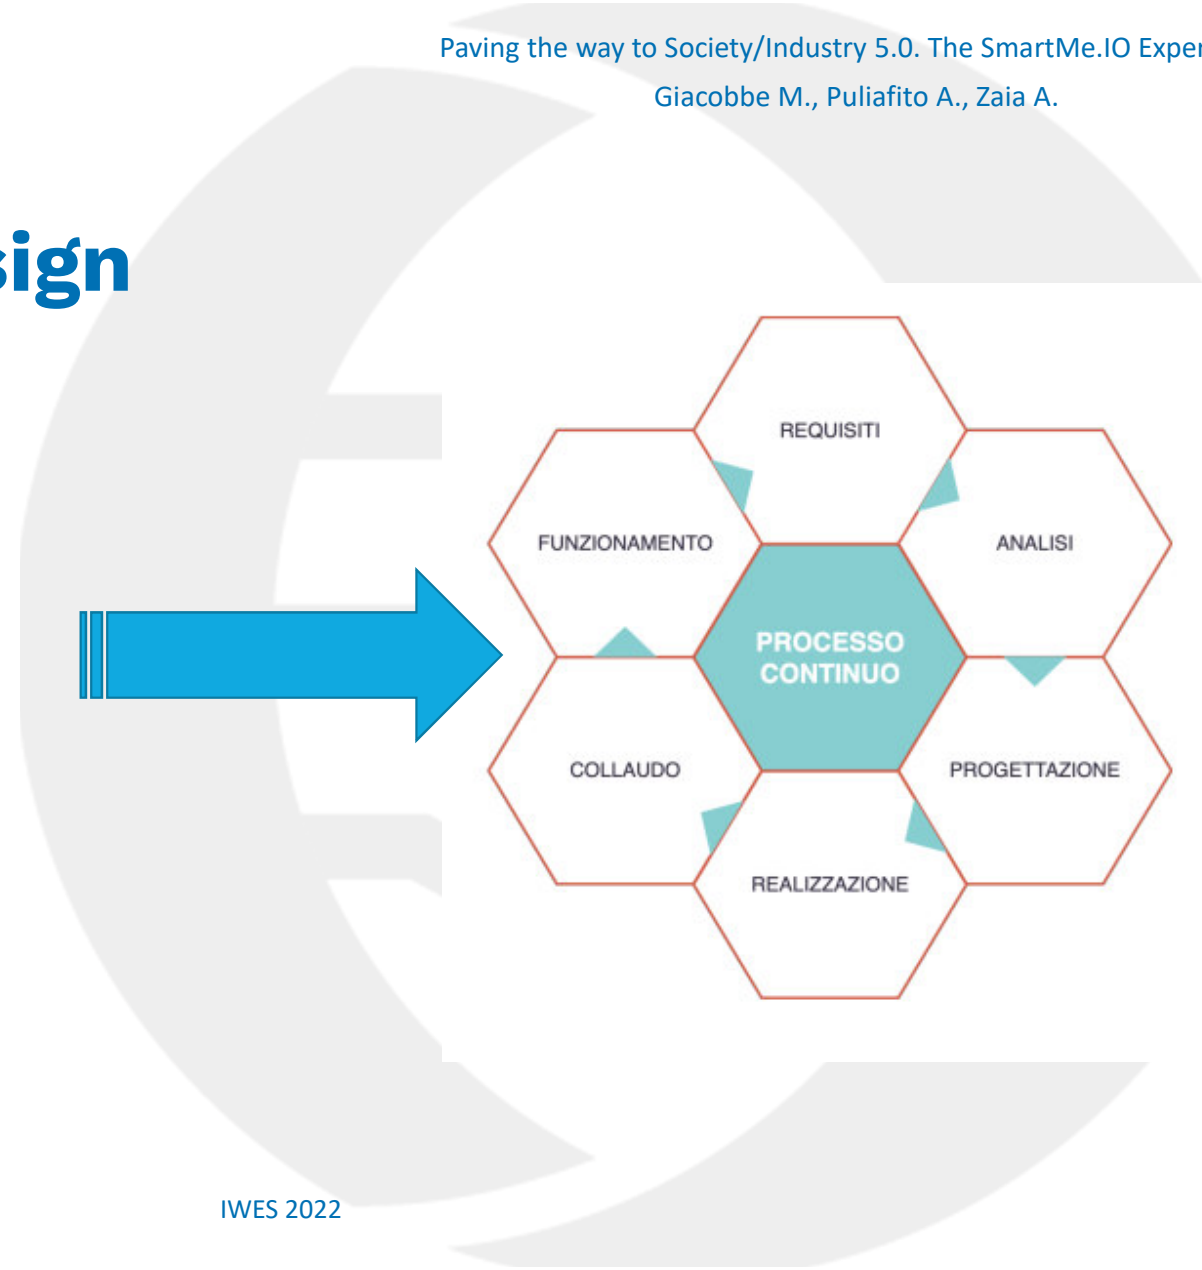 Paving the way to Society/Industry 5.0. The SmartMe.IO Exper
Giacobbe M., Puliafito A., Zaia A.
sign
REQUISITI
FUNZIONAMENTO
ANALISI
PROCESSO
CONTINUO
COLLAUDO
PROGETTAZIONE
REALIZZAZIONE
IWES 2022